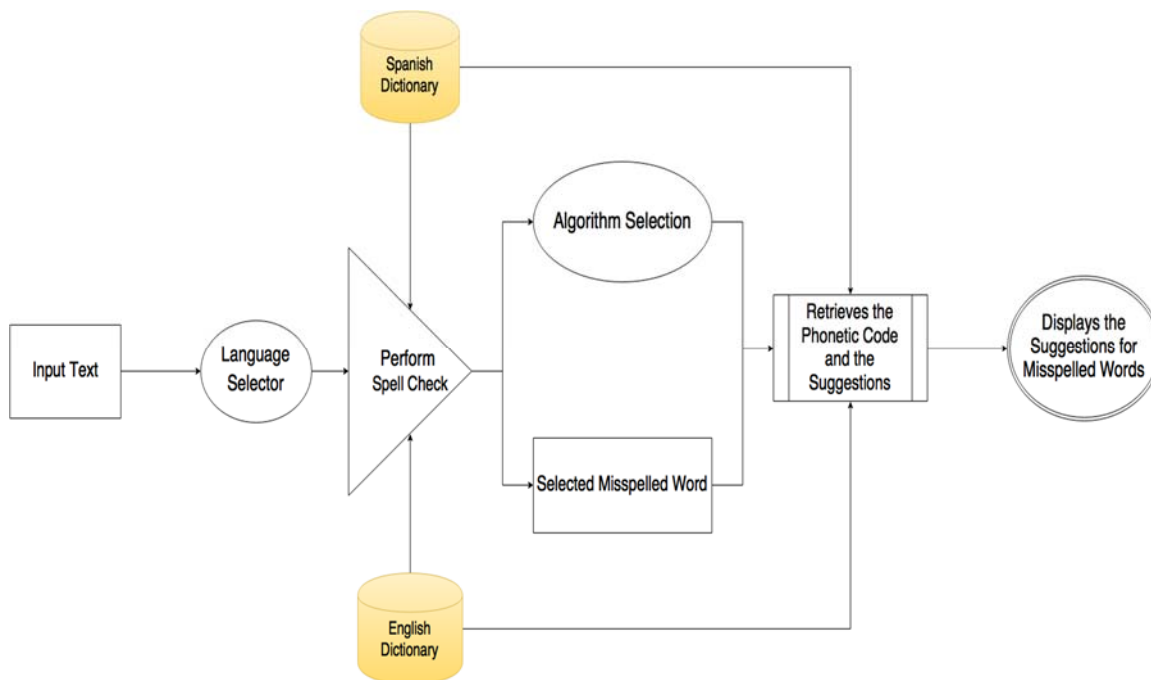 Spanish
Dictionary
Algorithm Selection
Input Text
Language
Selector
Perform
Spell Check
Retrieves the
Phonetic Code
and the
Suggestions
Displays the
Suggestions for
Misspelled Words
Selected Misspelled Word
English
Dictionary